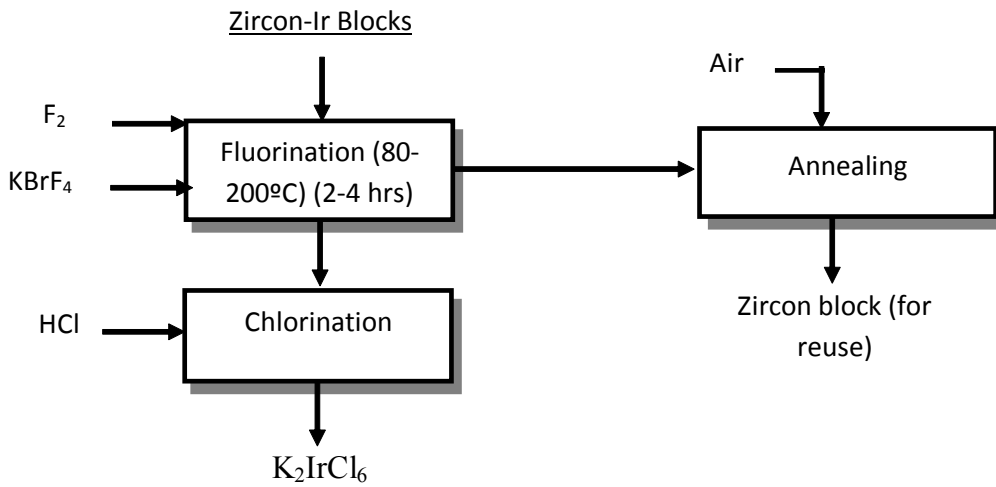 Zircon-Ir Blocks
Air
F₂
KBrF₄
Fluorination (80-
200ºC) (2-4 hrs)
Annealing
HCl
Chlorination
Zircon block (for
reuse)
K₂IrCl₆